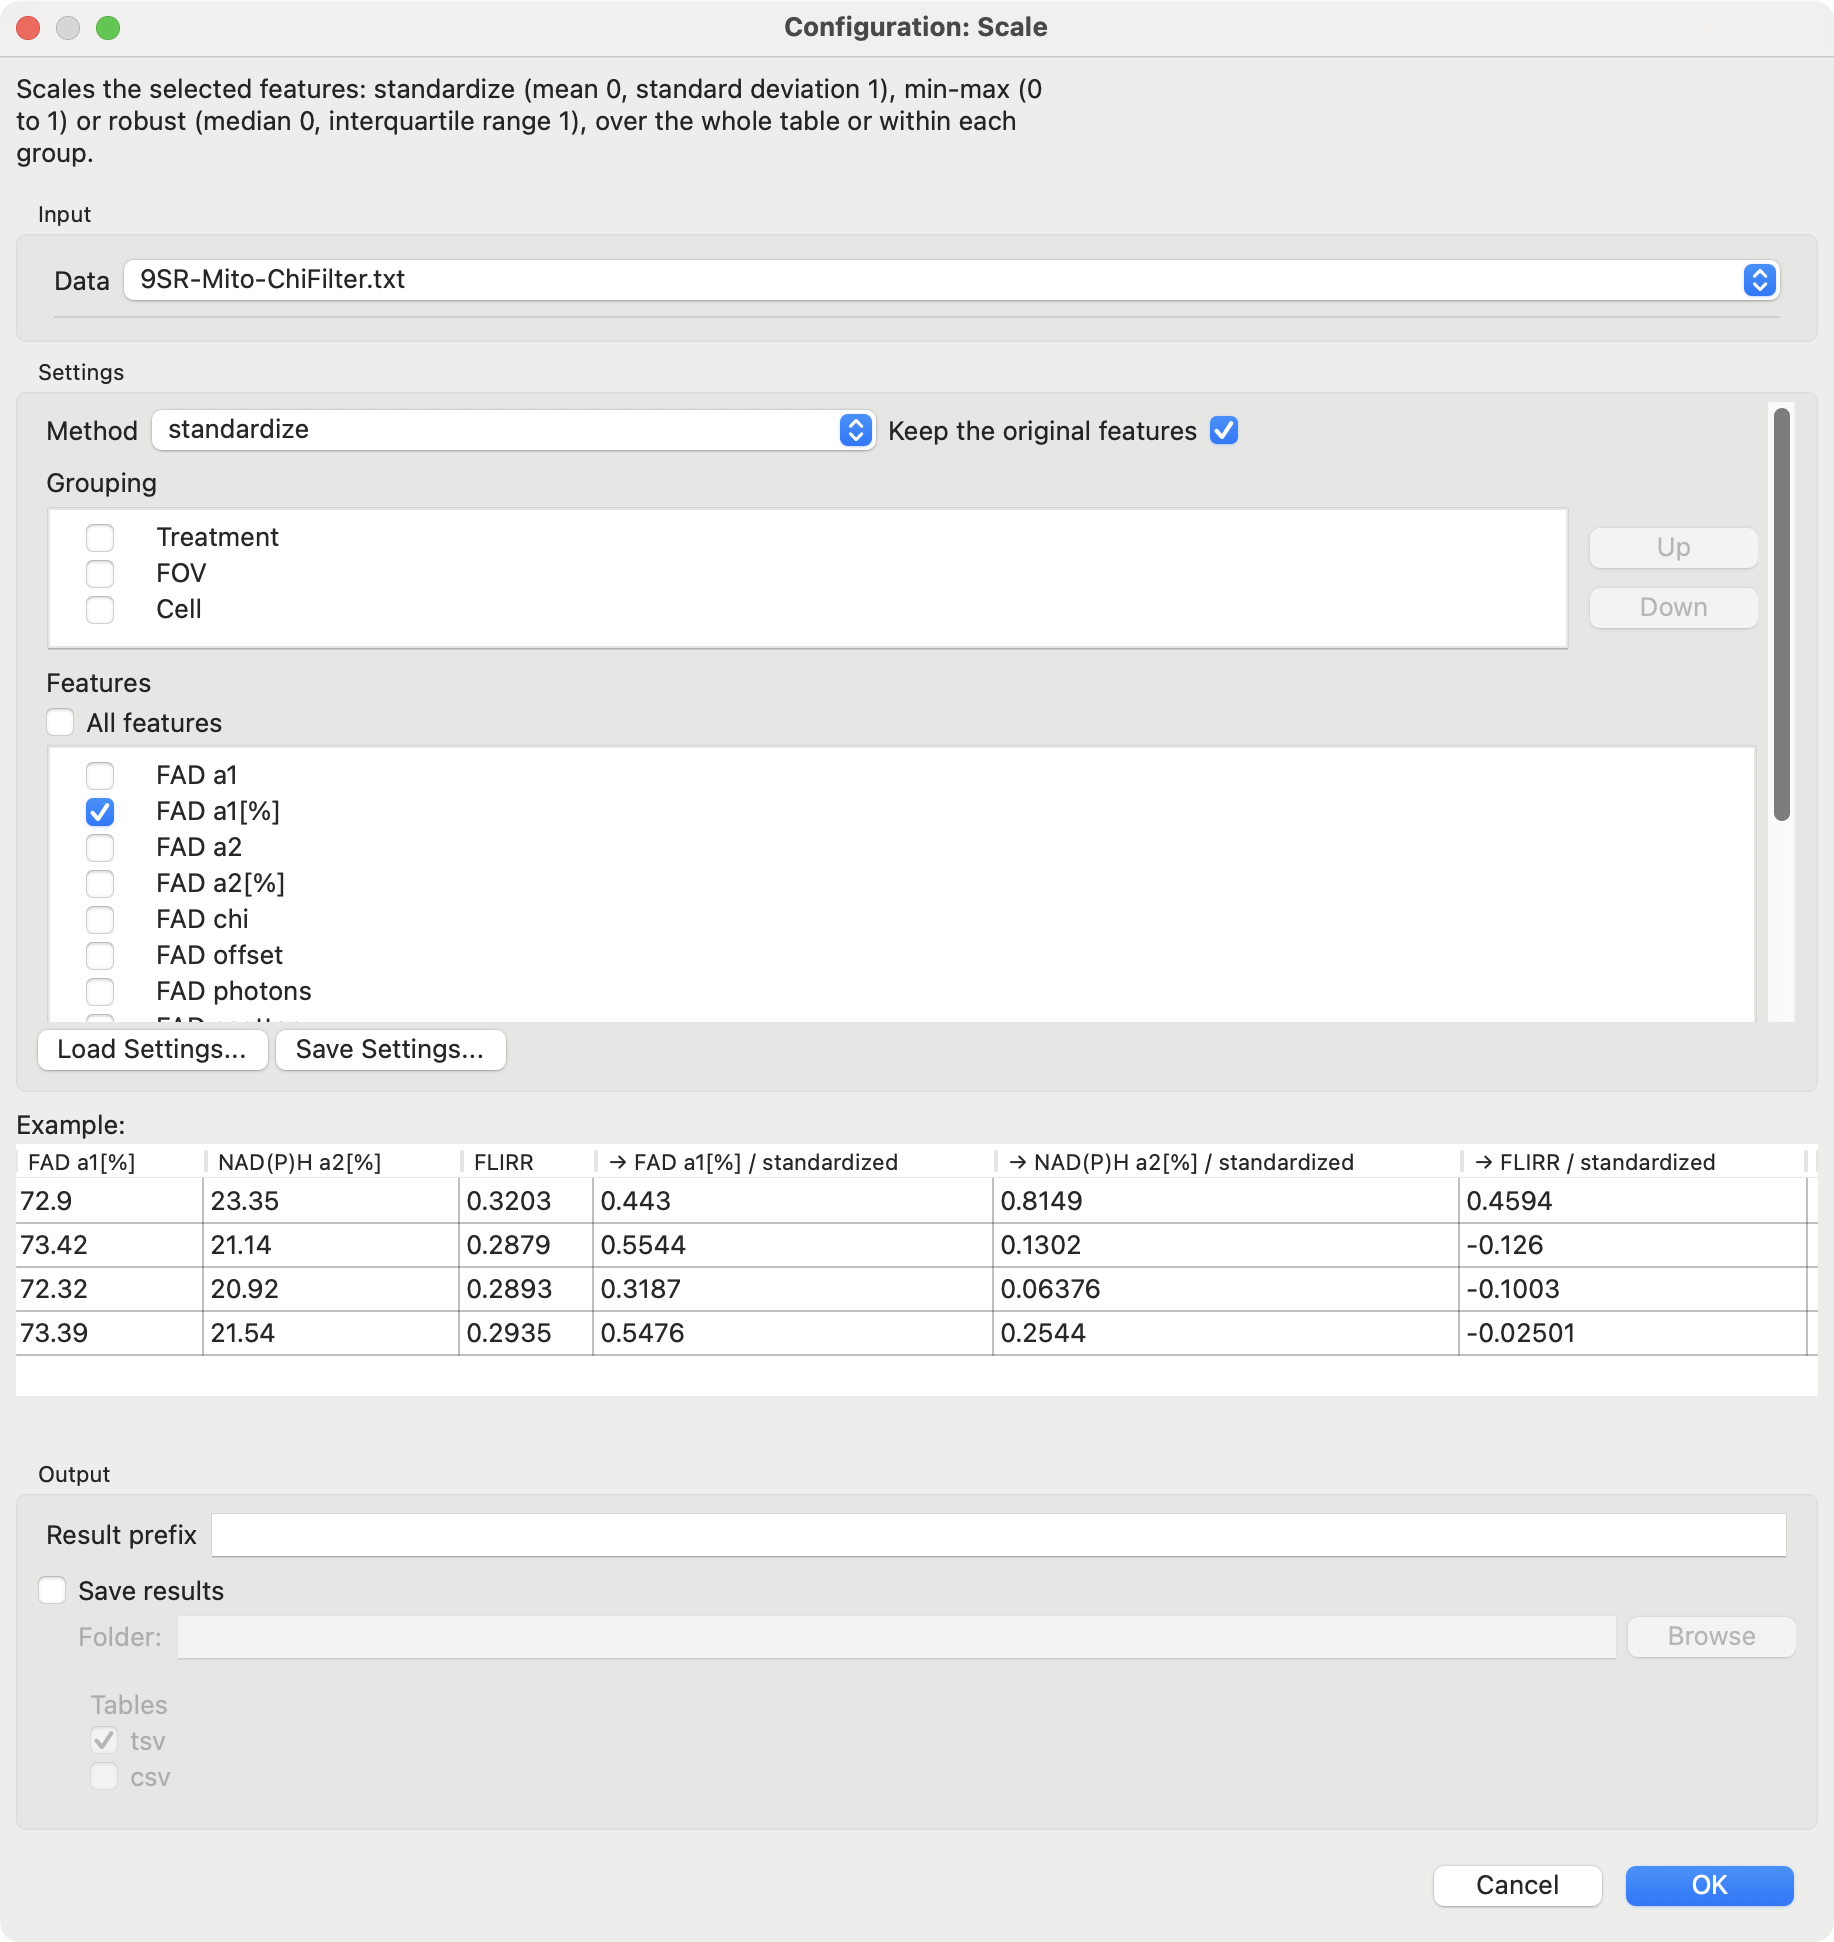 Configuration: Scale
Scales the selected features: standardize (mean 0, standard deviation 1), min-max (0
to 1) or robust (median 0, interquartile range 1), over the whole table or within each
group.
Input
Data 9SR-Mito-ChiFilter.txt
Settings
Method standardize Keep the original features
Grouping
Treatment
FOV
Cell
Up
Down
Features
All features
FAD a1
FAD a1[%]
FAD a2
FAD a2[%]
FAD chi
FAD offset
FAD photons
Load Settings... Save Settings...
Example:
FAD a1[%] NAD(P)H a2[%] FLIRR → FAD a1[%] / standardized → NAD(P)H a2[%] / standardized → FLIRR / standardized
72.9 23.35 0.3203 0.443 0.8149 0.4594
73.42 21.14 0.2879 0.5544 0.1302 -0.126
72.32 20.92 0.2893 0.3187 0.06376 -0.1003
73.39 21.54 0.2935 0.5476 0.2544 -0.02501
Output
Result prefix
Save results
Folder: Browse
Tables
tsv
csv
Cancel OK